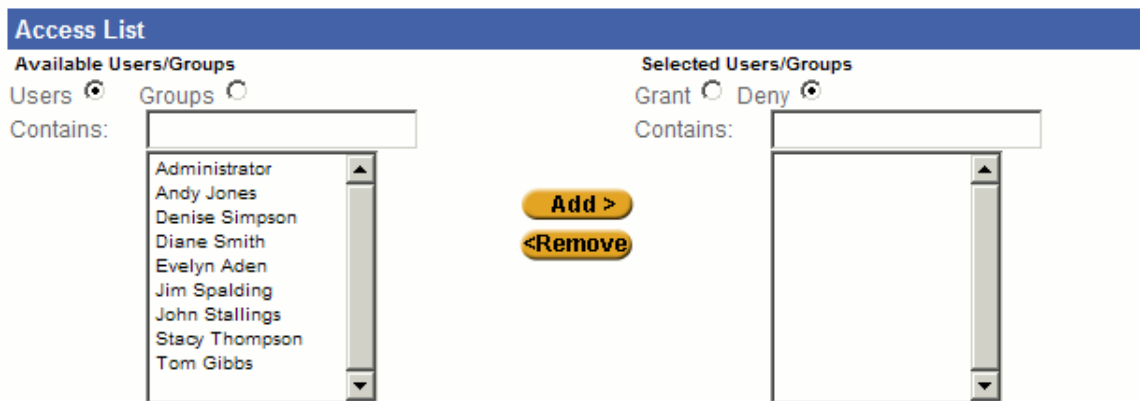 Access List
Available Users/Groups
Selected Users/Groups
Users Groups
Grant Deny
Contains:
Contains:
Administrator
Andy Jones
Denise Simpson
Diane Smith
Evelyn Aden
Jim Spalding
John Stallings
Stacy Thompson
Tom Gibbs
Add >
<Remove